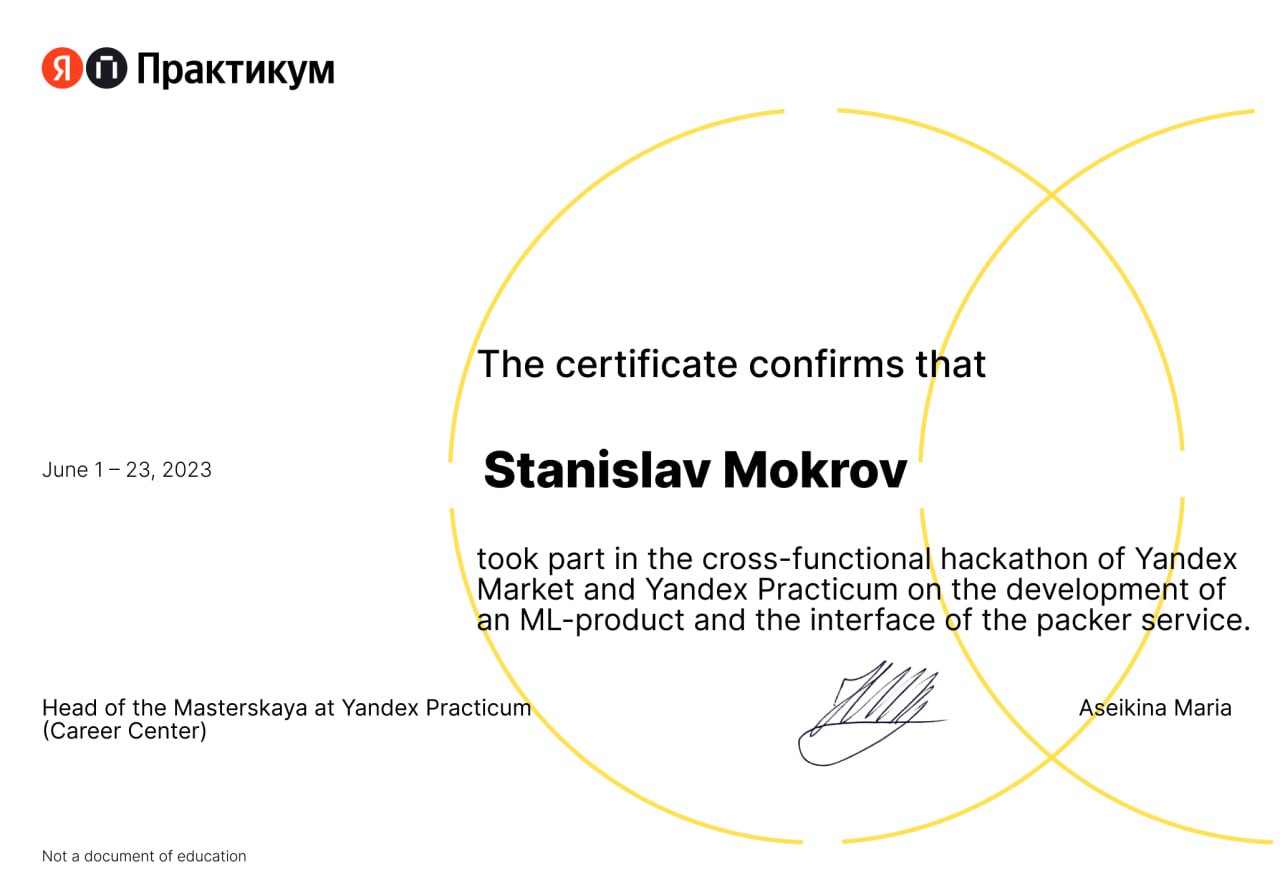 ЯП Практикум
The certificate confirms that
June 1 – 23, 2023
Stanislav Mokrov
took part in the cross-functional hackathon of Yandex
Market and Yandex Practicum on the development of
an ML-product and the interface of the packer service.
Head of the Masterskaya at Yandex Practicum
(Career Center)
Aseikina Maria
Not a document of education